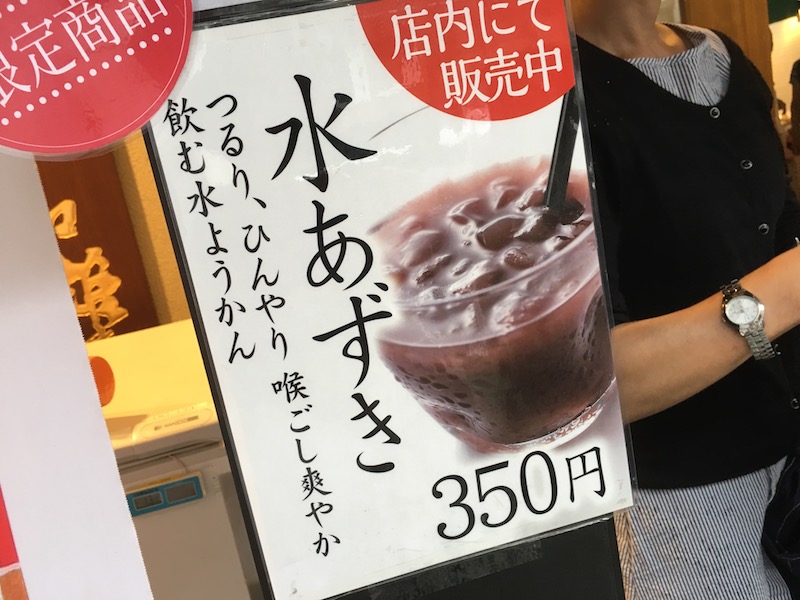 限定商品
店内にて
販売中
水あずき
つるり、ひんやり 喉ごし爽やか
飲む水ようかん
350円